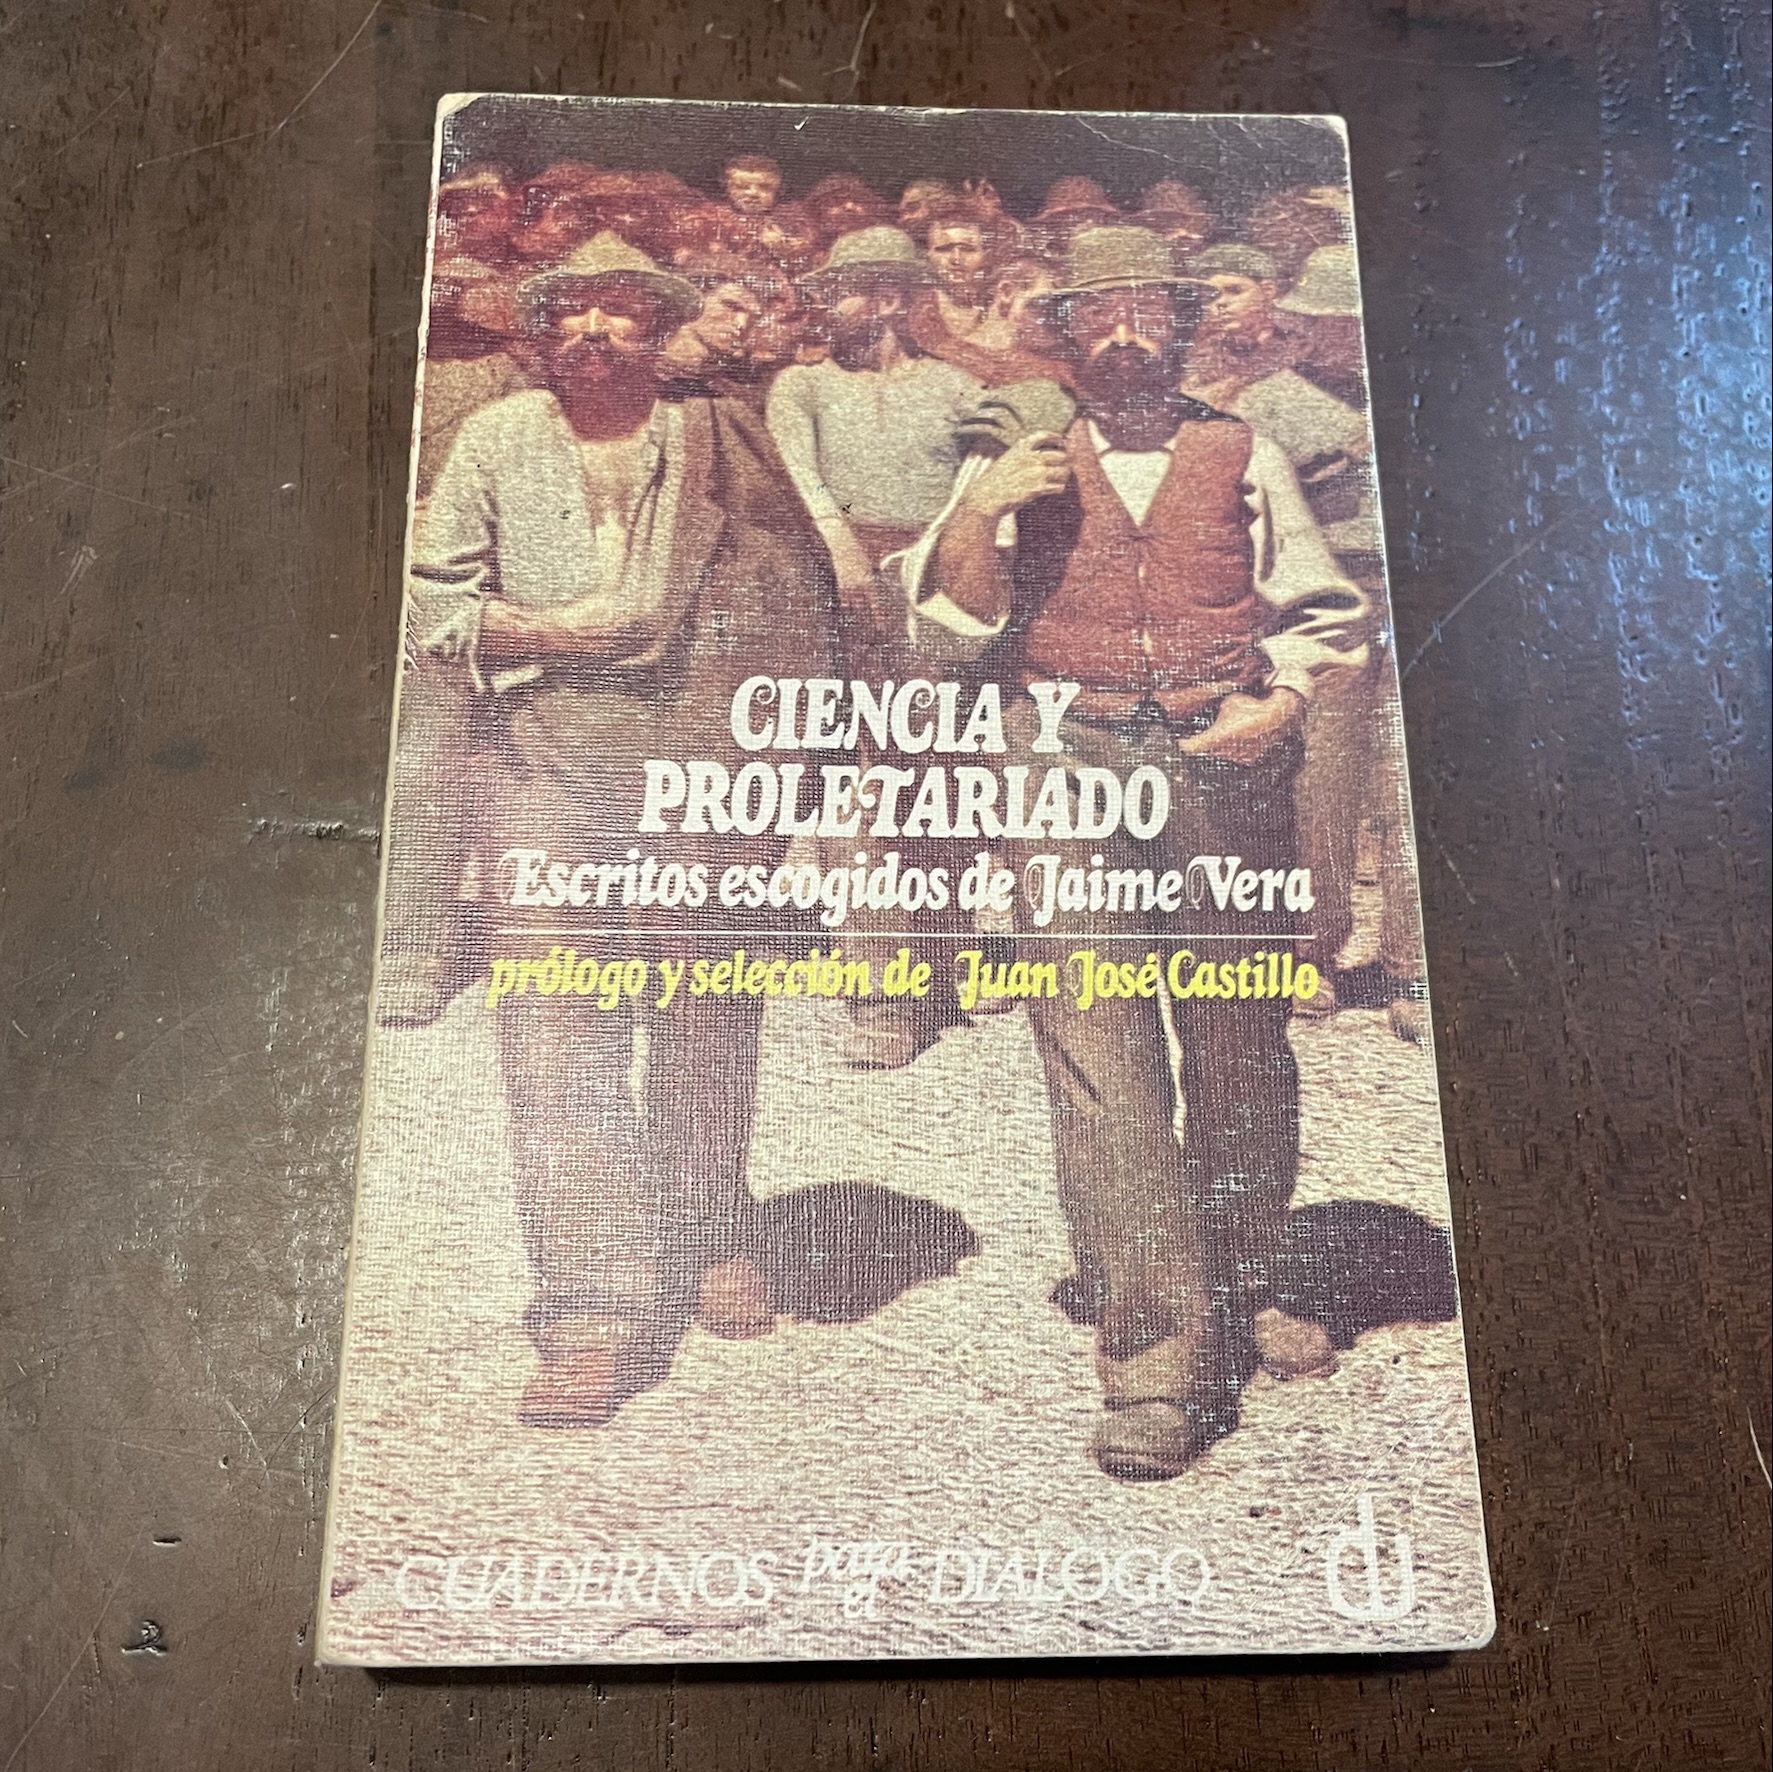 CIENCIA Y
PROLETARIADO
Escritos escogidos de Jaime Vera
prólogo y selección de Juan José Castillo
CUADERNOS para el DIALOGO